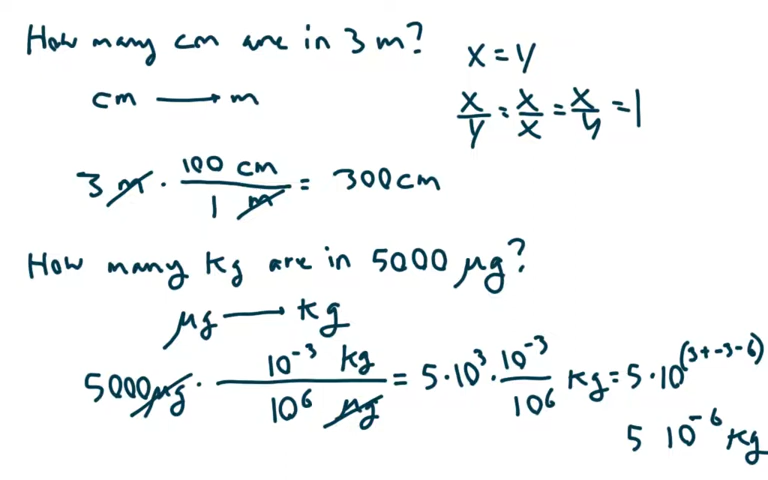 How many cm are in 3 m?
x = y
cm ⟶ m
x/y = x/x = x/y = 1
3 m · 100 cm / 1 m = 300 cm
How many kg are in 5000 μg?
μg ⟶ kg
5000 μg · 10⁻³ kg / 10⁶ μg = 5·10³ · 10⁻³/10⁶ kg = 5·10⁽³⁺⁻³⁻⁶⁾
5 10⁻⁶ kg